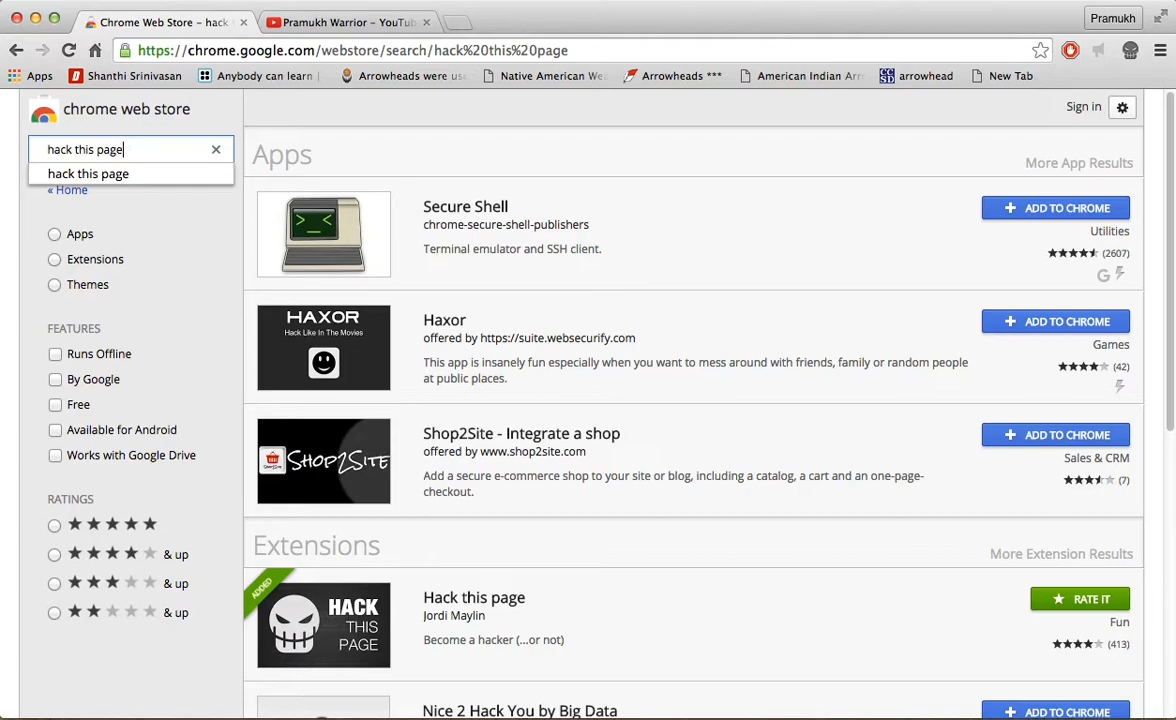 Chrome Web Store - hack
Pramukh Warrior - YouTub
Pramukh
https://chrome.google.com/webstore/search/hack%20this%20page
Apps
Shanthi Srinivasan
Anybody can learn
Arrowheads were us
Native American We
Arrowheads ***
American Indian Arr
CCSD
arrowhead
New Tab
chrome web store
Sign in
hack this page
hack this page
« Home
Apps
Extensions
Themes
FEATURES
Runs Offline
By Google
Free
Available for Android
Works with Google Drive
RATINGS
& up
& up
& up
Apps
More App Results
Secure Shell
chrome-secure-shell-publishers
Terminal emulator and SSH client.
+ ADD TO CHROME
Utilities
(2607)
HAXOR
Hack Like In The Movies
Haxor
offered by https://suite.websecurify.com
This app is insanely fun especially when you want to mess around with friends, family or random people
at public places.
+ ADD TO CHROME
Games
(42)
SHOP2SITE
Shop2Site - Integrate a shop
offered by www.shop2site.com
Add a secure e-commerce shop to your site or blog, including a catalog, a cart and an one-page-
checkout.
+ ADD TO CHROME
Sales & CRM
(7)
Extensions
More Extension Results
ADDED
HACK
THIS
PAGE
Hack this page
Jordi Maylin
Become a hacker (...or not)
★ RATE IT
Fun
(413)
Nice 2 Hack You by Big Data
+ ADD TO CHROME